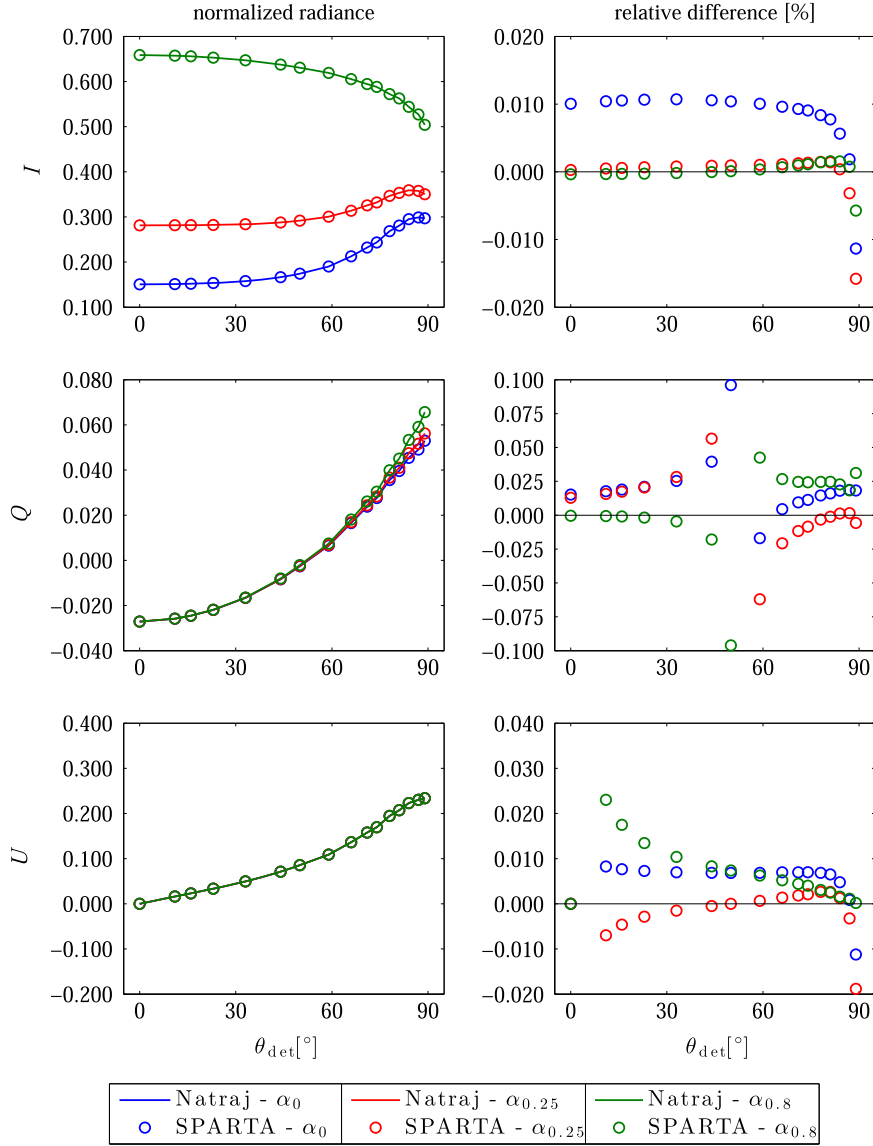 normalized radiance
relative difference [%]
0.700
0.600
0.500
0.400
0.300
0.200
0.100
I
0 30 60 90
0.020
0.010
0.000
−0.010
−0.020
0 30 60 90
0.080
0.060
0.040
0.020
0.000
−0.020
−0.040
Q
0 30 60 90
0.100
0.075
0.050
0.025
0.000
−0.025
−0.050
−0.075
−0.100
0 30 60 90
0.400
0.300
0.200
0.100
0.000
−0.100
−0.200
U
0 30 60 90
θdet[°]
0.040
0.030
0.020
0.010
0.000
−0.010
−0.020
0 30 60 90
θdet[°]
Natraj - α0
Natraj - α0.25
Natraj - α0.8
SPARTA - α0
SPARTA - α0.25
SPARTA - α0.8